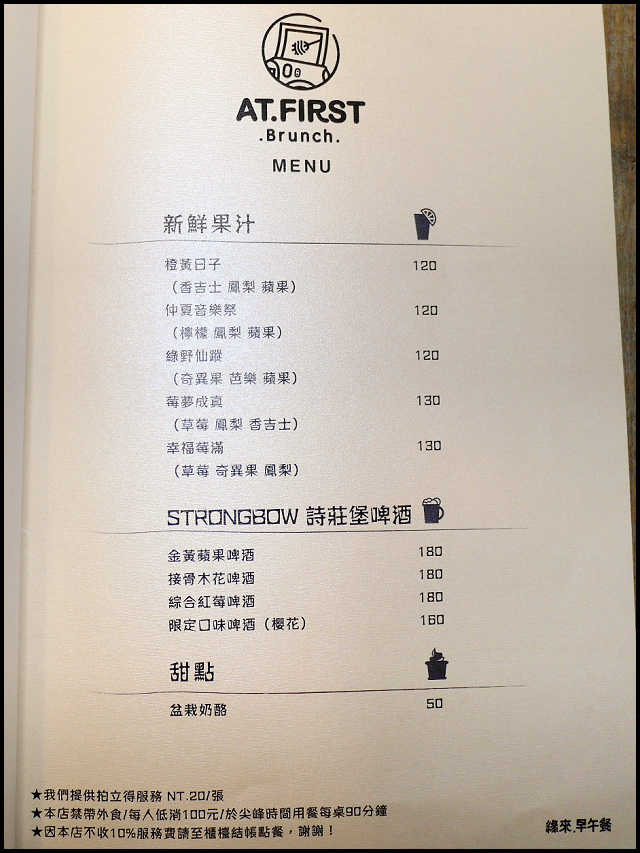 AT.FIRST
.Brunch.
MENU
新鮮果汁
橙黃日子 120
（香吉士 鳳梨 蘋果）
仲夏音樂祭 120
（檸檬 鳳梨 蘋果）
綠野仙蹤 120
（奇異果 芭樂 蘋果）
莓夢成真 130
（草莓 鳳梨 香吉士）
幸福莓滿 130
（草莓 奇異果 鳳梨）
STRONGBOW 詩莊堡啤酒
金黃蘋果啤酒 180
接骨木花啤酒 180
綜合紅莓啤酒 180
限定口味啤酒（櫻花） 160
甜點
盆栽奶酪 50
★我們提供拍立得服務 NT.20/張
★本店禁帶外食/每人低消100元/於尖峰時間用餐每桌90分鐘
★因本店不收10%服務費請至櫃檯結帳點餐，謝謝！
緣來.早午餐